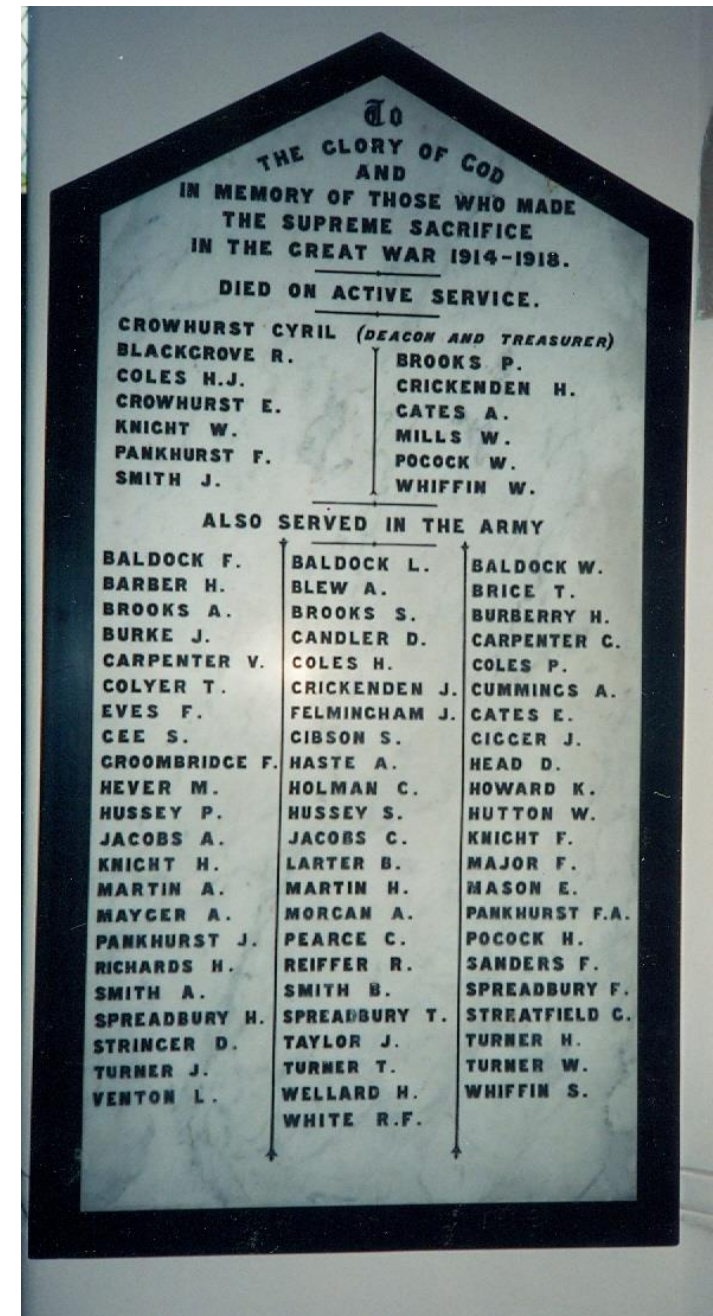 To
THE GLORY OF GOD
AND
IN MEMORY OF THOSE WHO MADE
THE SUPREME SACRIFICE
IN THE GREAT WAR 1914-1918.
DIED ON ACTIVE SERVICE.
CROWHURST CYRIL (DEACON AND TREASURER)
BLACKGROVE R.
COLES H.J.
CROWHURST E.
KNIGHT W.
PANKHURST F.
SMITH J.
BROOKS P.
CRICKENDEN H.
GATES A.
MILLS W.
POCOCK W.
WHIFFIN W.
ALSO SERVED IN THE ARMY
BALDOCK F.
BARBER H.
BROOKS A.
BURKE J.
CARPENTER V.
COLYER T.
EVES F.
GEE S.
GROOMBRIDGE F.
HEVER M.
HUSSEY P.
JACOBS A.
KNIGHT H.
MARTIN A.
MAYGER A.
PANKHURST J.
RICHARDS H.
SMITH A.
SPREADBURY H.
STRINGER D.
TURNER J.
VENTON L.
BALDOCK L.
BLEW A.
BROOKS S.
CANDLER D.
COLES H.
CRICKENDEN J.
FELMINGHAM J.
GIBSON S.
HASTE A.
HOLMAN C.
HUSSEY S.
JACOBS C.
LARTER B.
MARTIN H.
MORGAN A.
PEARCE C.
REIFFER R.
SMITH B.
SPREADBURY T.
TAYLOR J.
TURNER T.
WELLARD H.
WHITE R.F.
BALDOCK W.
BRICE T.
BURBERRY H.
CARPENTER G.
COLES P.
CUMMINGS A.
GATES E.
GIGGER J.
HEAD D.
HOWARD K.
HUTTON W.
KNIGHT F.
MAJOR F.
MASON E.
PANKHURST F.A.
POCOCK H.
SANDERS F.
SPREADBURY F.
STREATFIELD G.
TURNER H.
TURNER W.
WHIFFIN S.